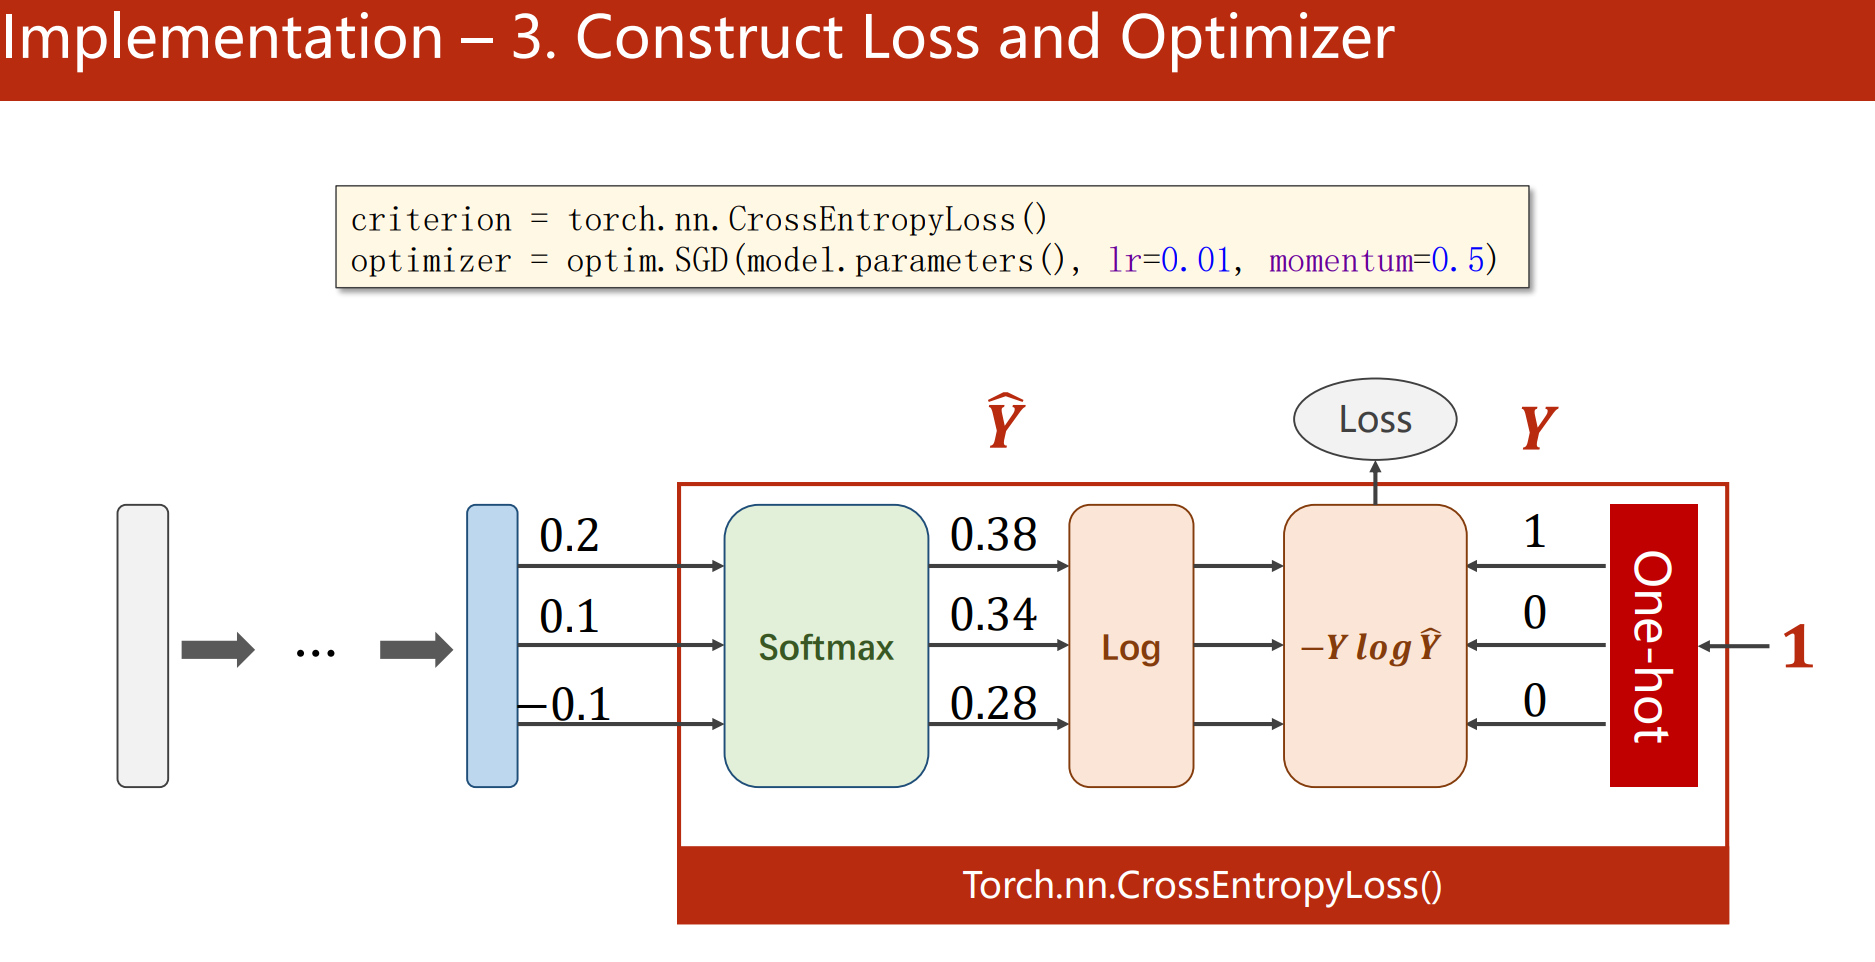 Implementation – 3. Construct Loss and Optimizer
criterion = torch.nn.CrossEntropyLoss()
optimizer = optim.SGD(model.parameters(), lr=0.01, momentum=0.5)
Ŷ
Loss
Y
0.2
0.1
−0.1
Softmax
0.38
0.34
0.28
Log
−Y log Ŷ
1
0
0
One-hot
1
...
Torch.nn.CrossEntropyLoss()